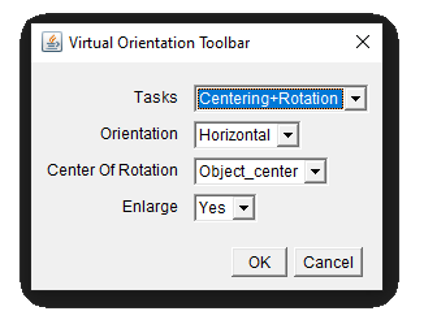 Virtual Orientation Toolbar
Tasks Centering+Rotation
Orientation Horizontal
Center Of Rotation Object_center
Enlarge Yes
OK Cancel